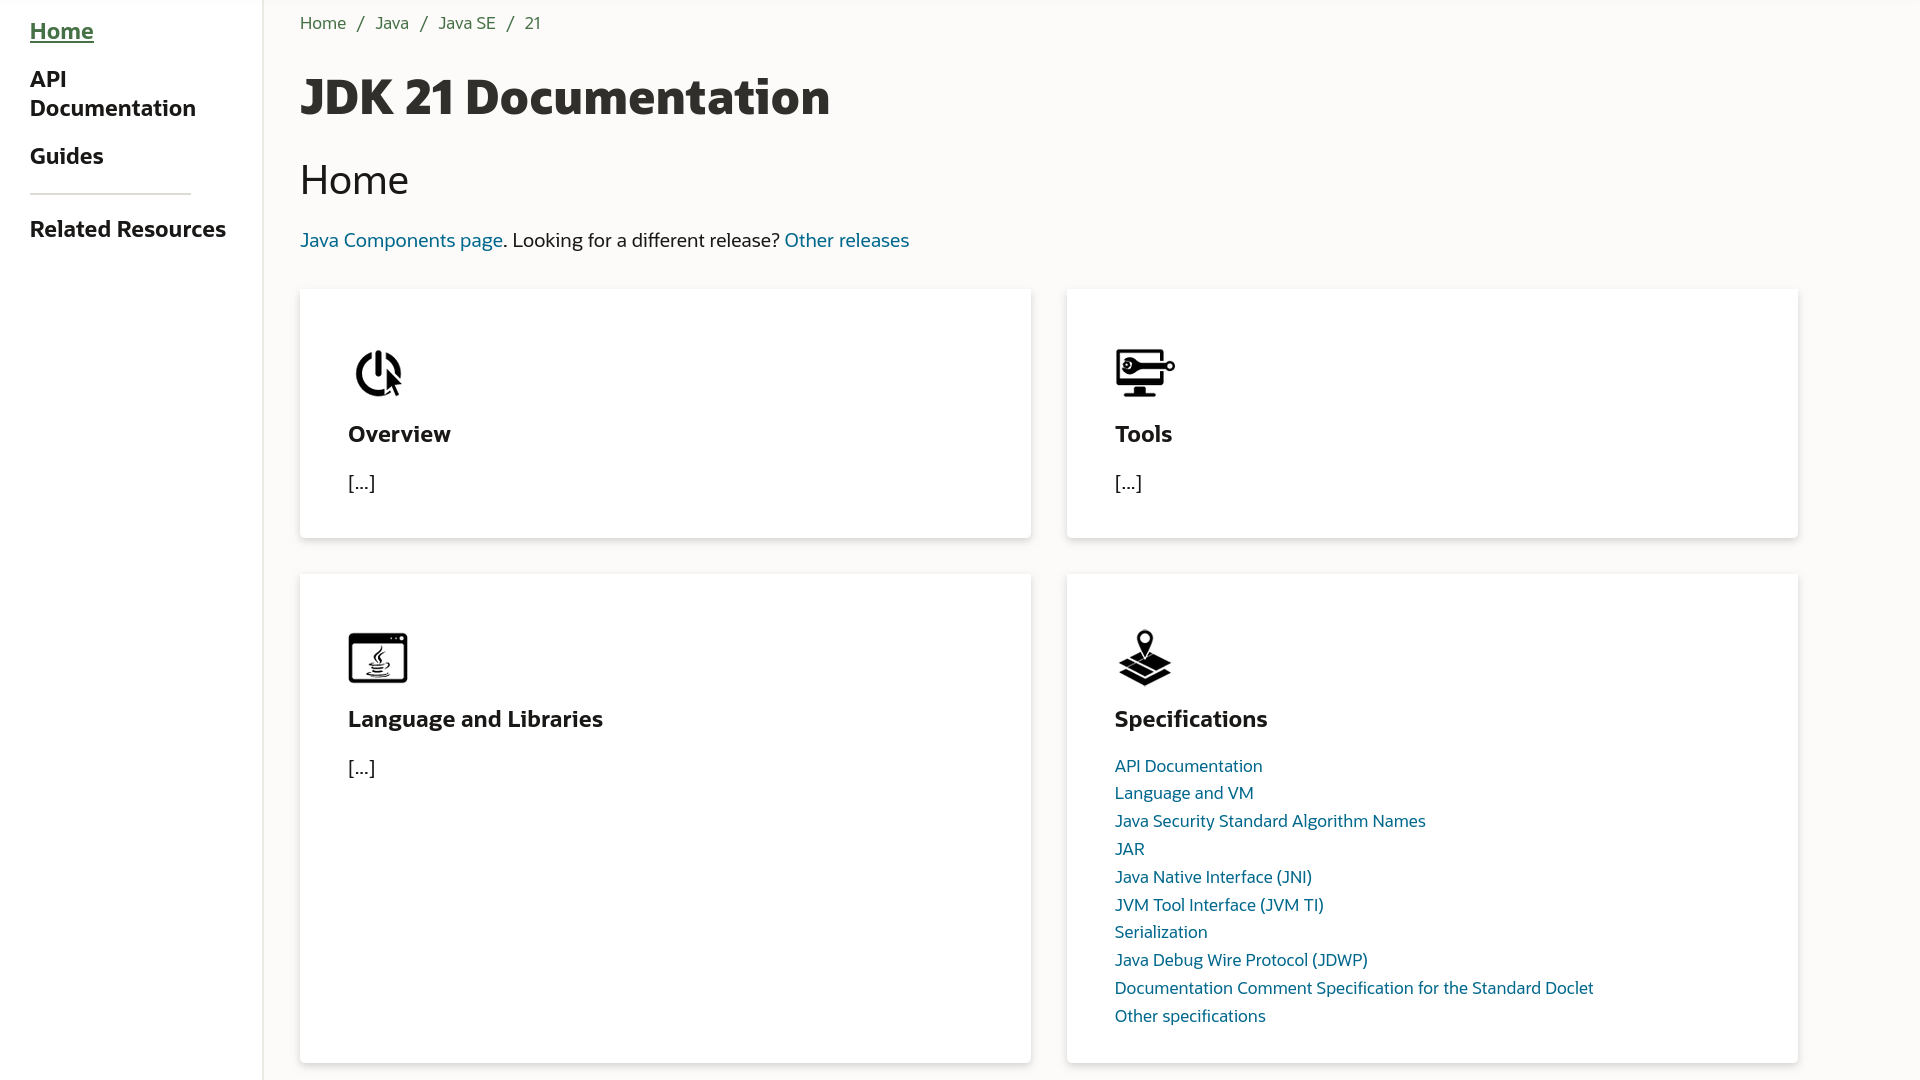 Home
API
Documentation
Guides
Related Resources
Home / Java / Java SE / 21
JDK 21 Documentation
Home
Java Components page. Looking for a different release? Other releases
Overview
[...]
Tools
[...]
Language and Libraries
[...]
Specifications
API Documentation
Language and VM
Java Security Standard Algorithm Names
JAR
Java Native Interface (JNI)
JVM Tool Interface (JVM TI)
Serialization
Java Debug Wire Protocol (JDWP)
Documentation Comment Specification for the Standard Doclet
Other specifications